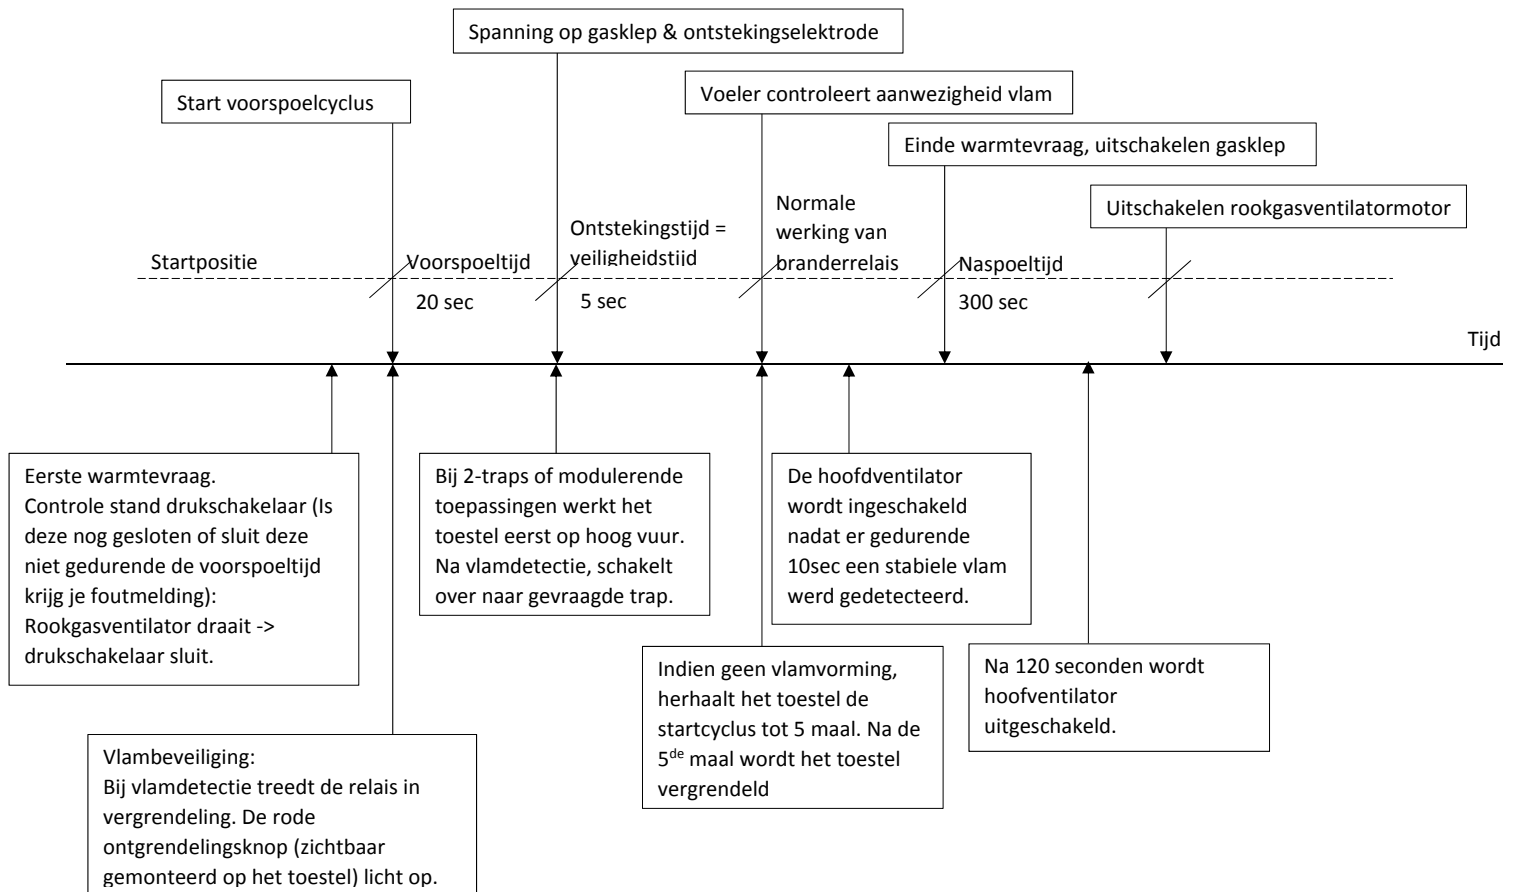 Spanning op gasklep & ontstekingselektrode
Start voorspoelcyclus
Voeler controleert aanwezigheid vlam
Einde warmtevraag, uitschakelen gasklep
Uitschakelen rookgasventilatormotor
Startpositie
Voorspoeltijd
20 sec
Ontstekingstijd =
veiligheidstijd
5 sec
Normale
werking van
branderrelais
Naspoeltijd
300 sec
Tijd
Eerste warmtevraag.
Controle stand drukschakelaar (Is
deze nog gesloten of sluit deze
niet gedurende de voorspoeltijd
krijg je foutmelding):
Rookgasventilator draait ->
drukschakelaar sluit.
Vlambeveiliging:
Bij vlamdetectie treedt de relais in
vergrendeling. De rode
ontgrendelingsknop (zichtbaar
gemonteerd op het toestel) licht op.
Bij 2-traps of modulerende
toepassingen werkt het
toestel eerst op hoog vuur.
Na vlamdetectie, schakelt
over naar gevraagde trap.
Indien geen vlamvorming,
herhaalt het toestel de
startcyclus tot 5 maal. Na de
5de maal wordt het toestel
vergrendeld
De hoofdventilator
wordt ingeschakeld
nadat er gedurende
10sec een stabiele vlam
werd gedetecteerd.
Na 120 seconden wordt
hoofventilator
uitgeschakeld.